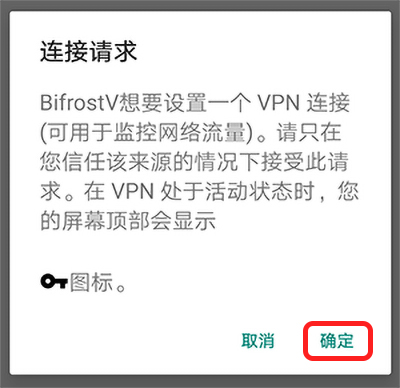 连接请求
BifrostV想要设置一个 VPN 连接
(可用于监控网络流量)。请只在
您信任该来源的情况下接受此请
求。在 VPN 处于活动状态时，您
的屏幕顶部会显示
图标。
取消 确定